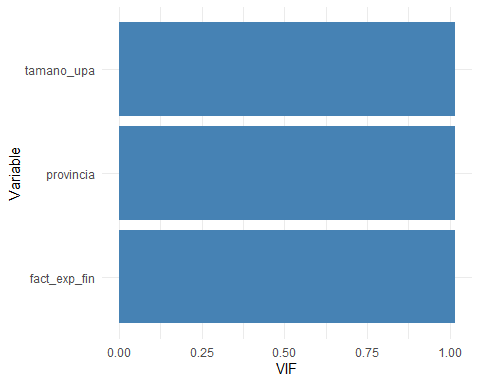 tamano_upa
provincia
fact_exp_fin
Variable
0.00 0.25 0.50 0.75 1.00
VIF